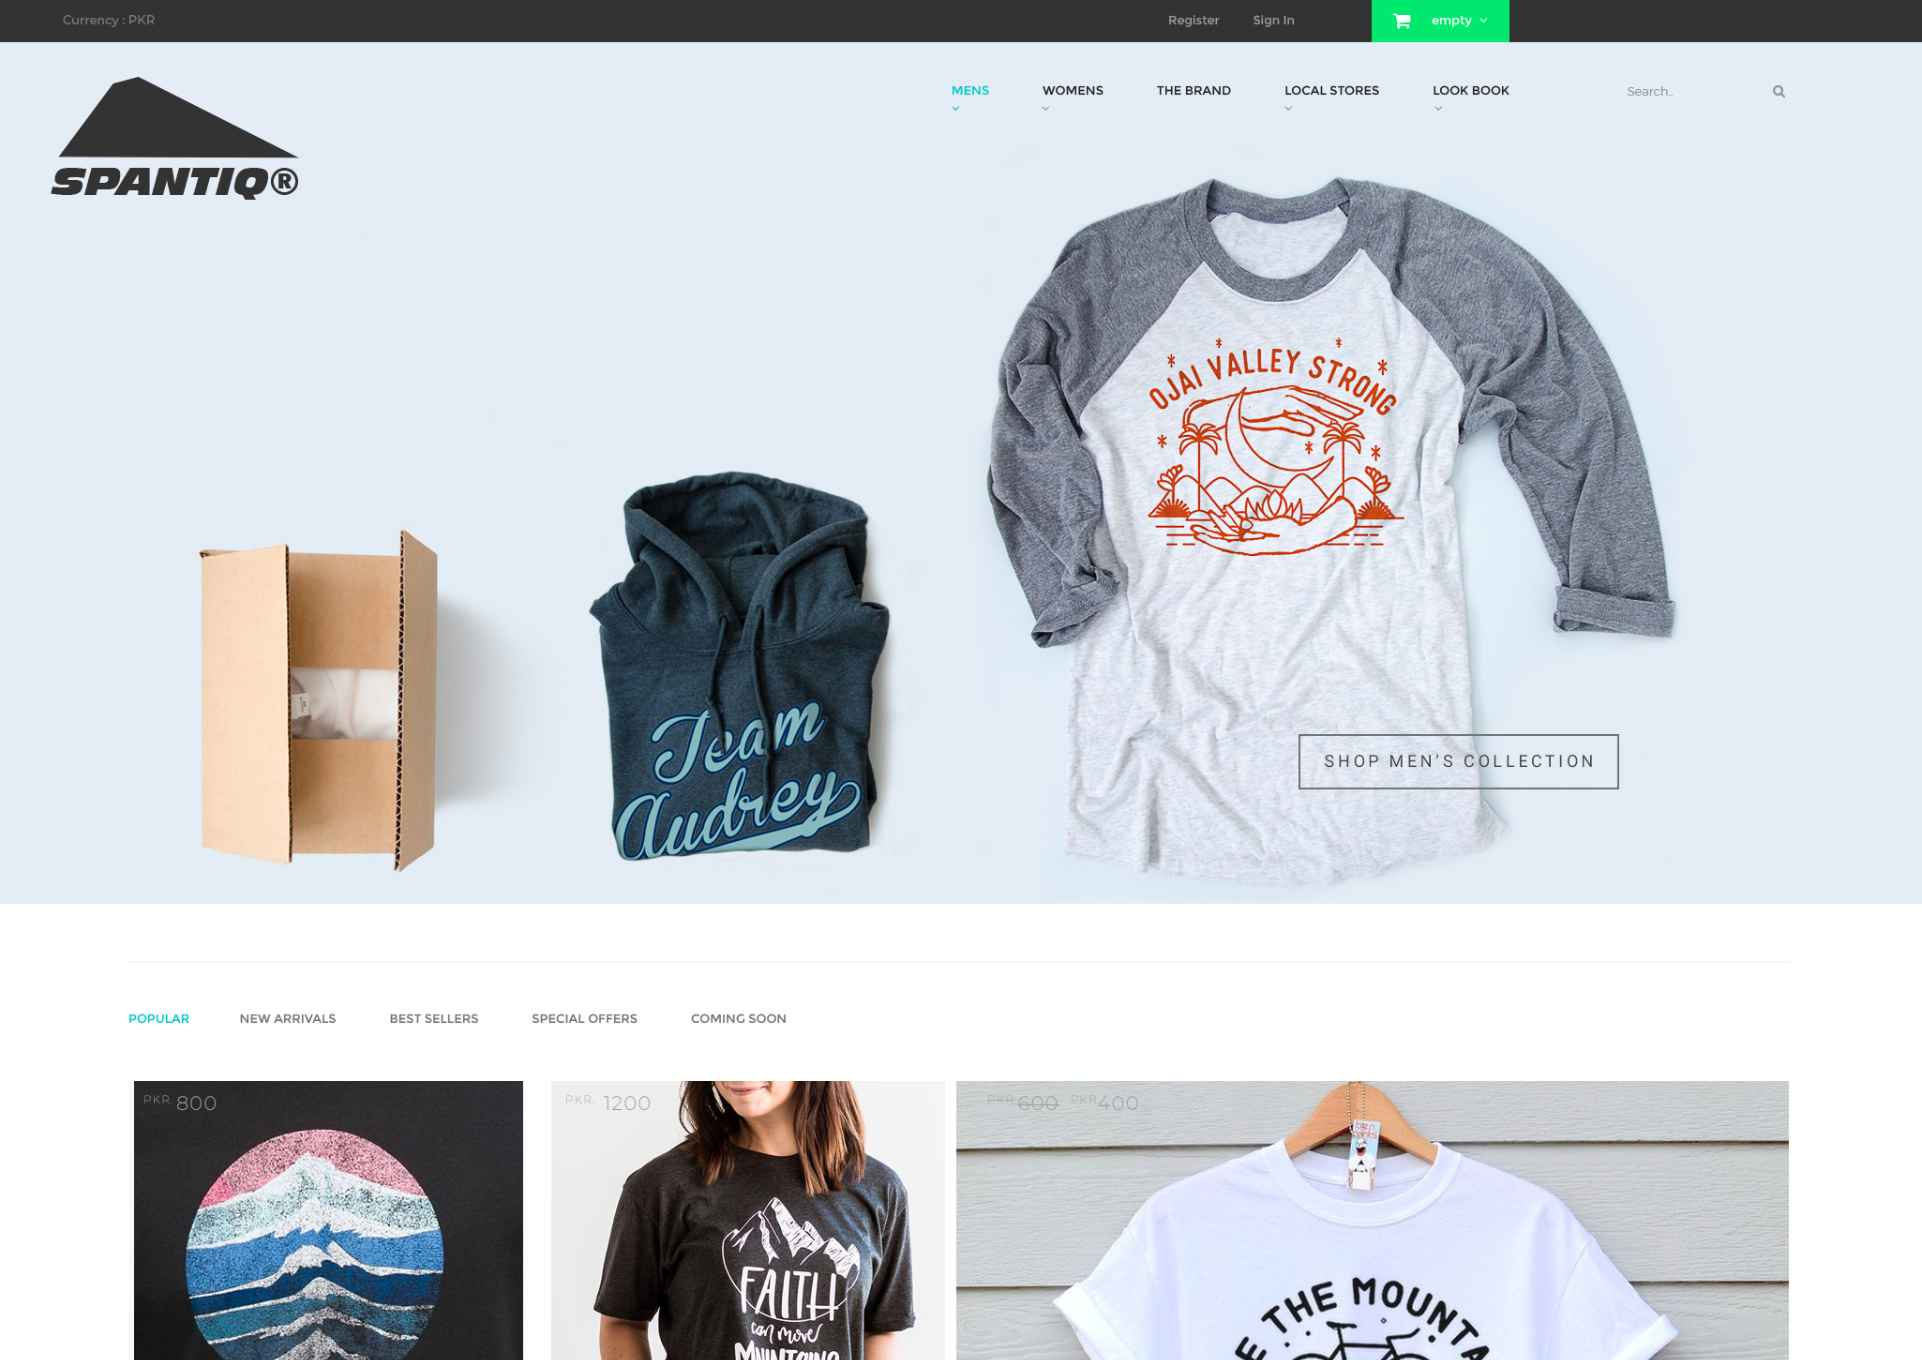 Currency : PKR
Register
Sign In
empty
MENS
WOMENS
THE BRAND
LOCAL STORES
LOOK BOOK
Search..
SPANTIQ®
OJAI VALLEY STRONG
Team
Audrey
SHOP MEN'S COLLECTION
POPULAR
NEW ARRIVALS
BEST SELLERS
SPECIAL OFFERS
COMING SOON
PKR. 800
PKR. 1200
PKR 600 PKR 400
FAITH
can move
MOUNTAINS
THE MOUNTA